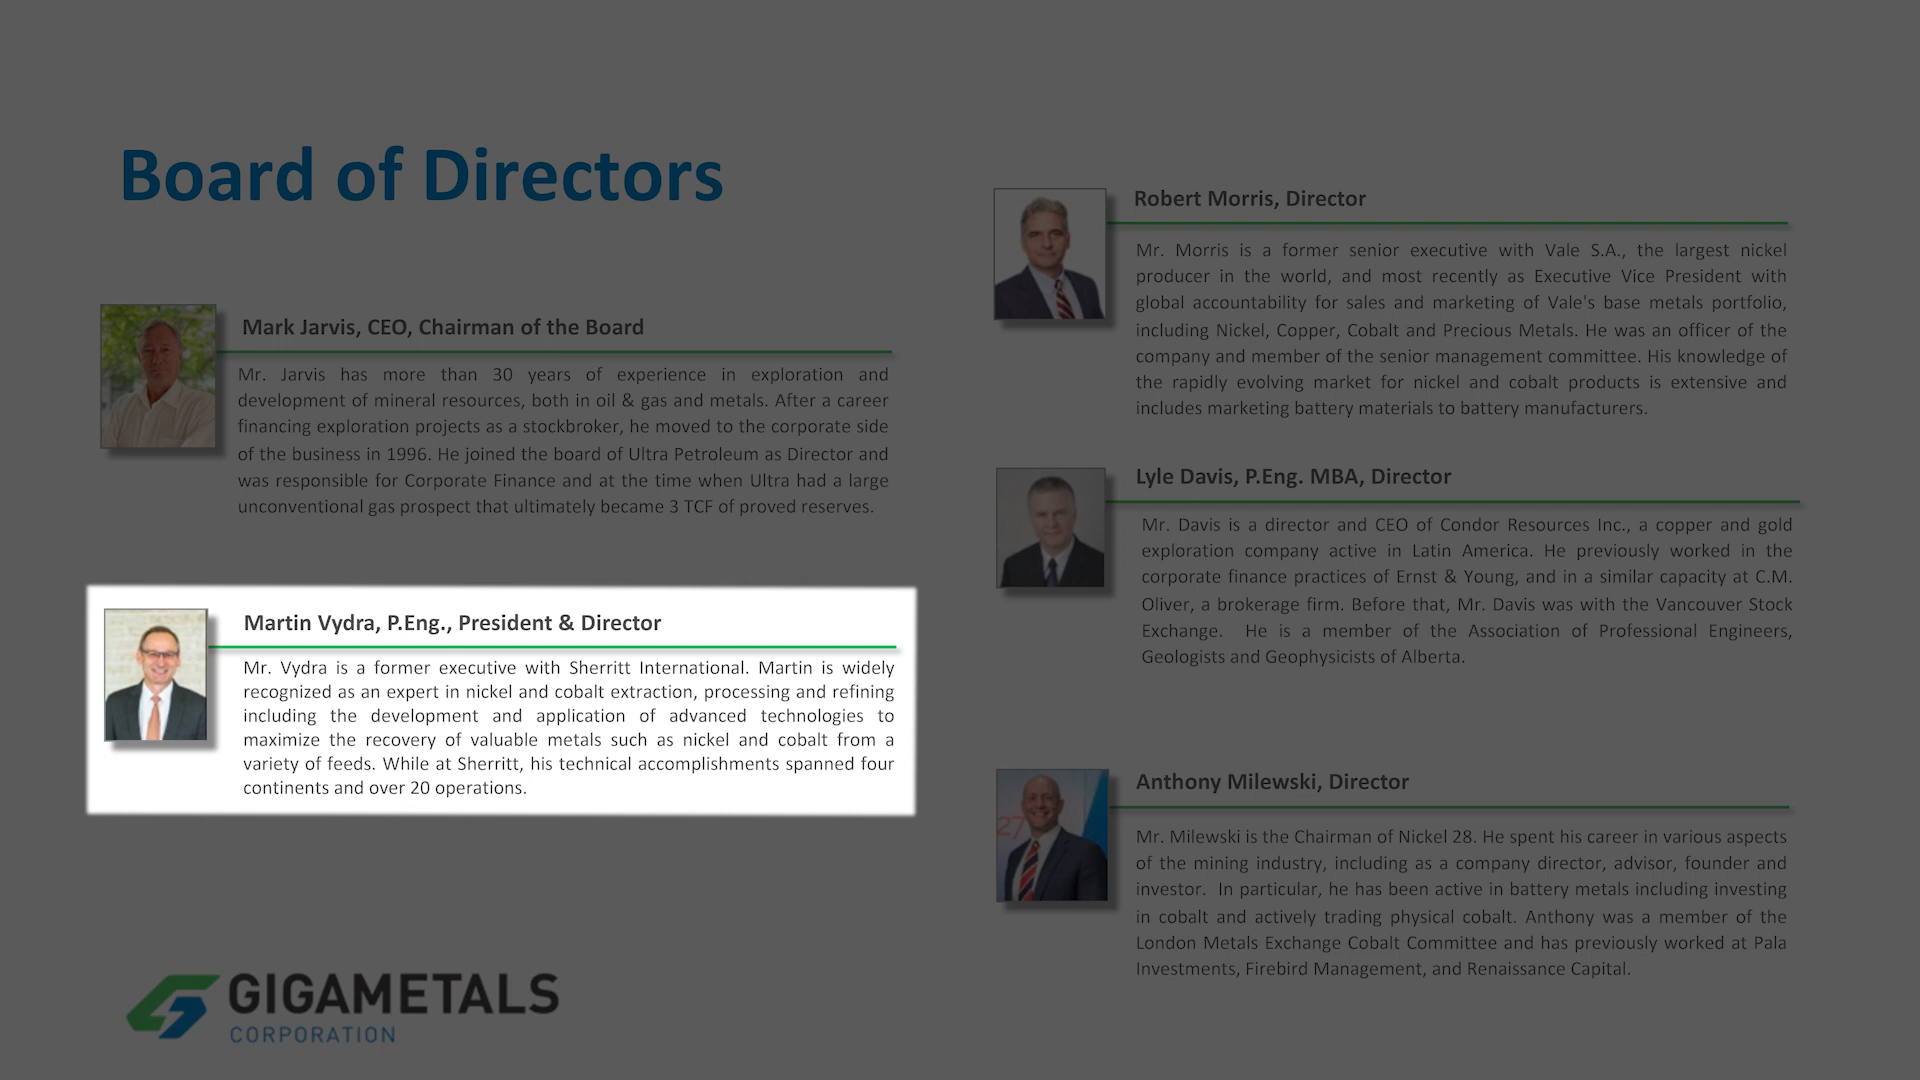 Board of Directors
Mark Jarvis, CEO, Chairman of the Board
Mr. Jarvis has more than 30 years of experience in exploration and
development of mineral resources, both in oil & gas and metals. After a career
financing exploration projects as a stockbroker, he moved to the corporate side
of the business in 1996. He joined the board of Ultra Petroleum as Director and
was responsible for Corporate Finance and at the time when Ultra had a large
unconventional gas prospect that ultimately became 3 TCF of proved reserves.
Martin Vydra, P.Eng., President & Director
Mr. Vydra is a former executive with Sherritt International. Martin is widely
recognized as an expert in nickel and cobalt extraction, processing and refining
including the development and application of advanced technologies to
maximize the recovery of valuable metals such as nickel and cobalt from a
variety of feeds. While at Sherritt, his technical accomplishments spanned four
continents and over 20 operations.
GIGAMETALS
CORPORATION
Robert Morris, Director
Mr. Morris is a former senior executive with Vale S.A., the largest nickel
producer in the world, and most recently as Executive Vice President with
global accountability for sales and marketing of Vale's base metals portfolio,
including Nickel, Copper, Cobalt and Precious Metals. He was an officer of the
company and member of the senior management committee. His knowledge of
the rapidly evolving market for nickel and cobalt products is extensive and
includes marketing battery materials to battery manufacturers.
Lyle Davis, P.Eng. MBA, Director
Mr. Davis is a director and CEO of Condor Resources Inc., a copper and gold
exploration company active in Latin America. He previously worked in the
corporate finance practices of Ernst & Young, and in a similar capacity at C.M.
Oliver, a brokerage firm. Before that, Mr. Davis was with the Vancouver Stock
Exchange. He is a member of the Association of Professional Engineers,
Geologists and Geophysicists of Alberta.
27
Anthony Milewski, Director
Mr. Milewski is the Chairman of Nickel 28. He spent his career in various aspects
of the mining industry, including as a company director, advisor, founder and
investor. In particular, he has been active in battery metals including investing
in cobalt and actively trading physical cobalt. Anthony was a member of the
London Metals Exchange Cobalt Committee and has previously worked at Pala
Investments, Firebird Management, and Renaissance Capital.